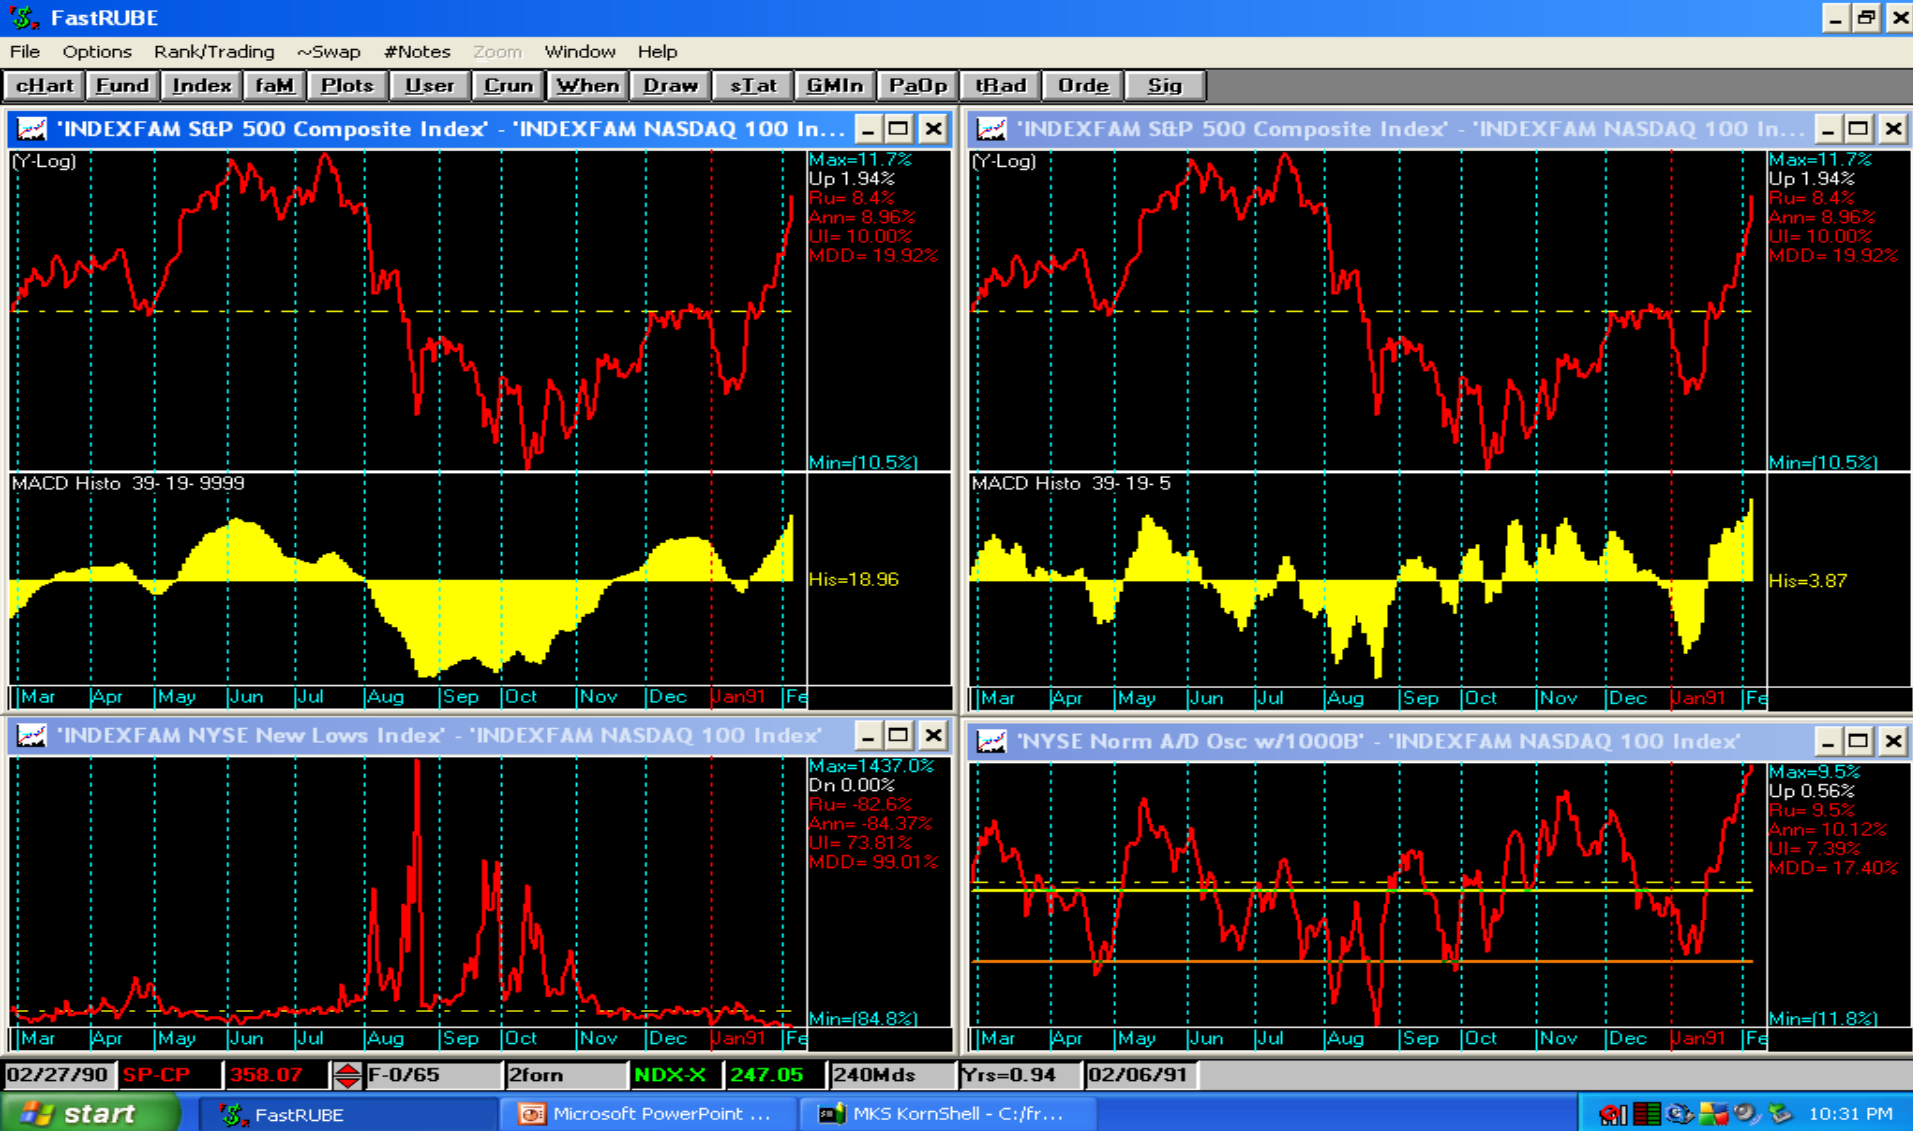 FastRUBE
File Options Rank/Trading ~Swap #Notes Zoom Window Help
cHart Fund Index faM Plots User Crun When Draw sTat GMIn PaOp tRad Orde Sig
'INDEXFAM S&P 500 Composite Index' - 'INDEXFAM NASDAQ 100 In...
(Y-Log)
Max=11.7%
Up 1.94%
Ru= 8.4%
Ann= 8.96%
UI= 10.00%
MDD= 19.92%
Min=(10.5%)
MACD Histo 39- 19- 9999
His=18.96
Mar Apr May Jun Jul Aug Sep Oct Nov Dec Jan91 Fe
'INDEXFAM S&P 500 Composite Index' - 'INDEXFAM NASDAQ 100 In...
(Y-Log)
Max=11.7%
Up 1.94%
Ru= 8.4%
Ann= 8.96%
UI= 10.00%
MDD= 19.92%
Min=(10.5%)
MACD Histo 39- 19- 5
His=3.87
Mar Apr May Jun Jul Aug Sep Oct Nov Dec Jan91 Fe
'INDEXFAM NYSE New Lows Index' - 'INDEXFAM NASDAQ 100 Index'
Max=1437.0%
Dn 0.00%
Ru= -82.6%
Ann= -84.37%
UI= 73.81%
MDD= 99.01%
Min=(84.8%)
Mar Apr May Jun Jul Aug Sep Oct Nov Dec Jan91 Fe
'NYSE Norm A/D Osc w/1000B' - 'INDEXFAM NASDAQ 100 Index'
Max=9.5%
Up 0.56%
Ru= 9.5%
Ann= 10.12%
UI= 7.39%
MDD= 17.40%
Min=(11.8%)
Mar Apr May Jun Jul Aug Sep Oct Nov Dec Jan91 Fe
02/27/90 SP-CP 358.07 F-0/65 2forn NDX-X 247.05 240Mds Yrs=0.94 02/06/91
start FastRUBE Microsoft PowerPoint ... MKS KornShell - C:/fr... 10:31 PM